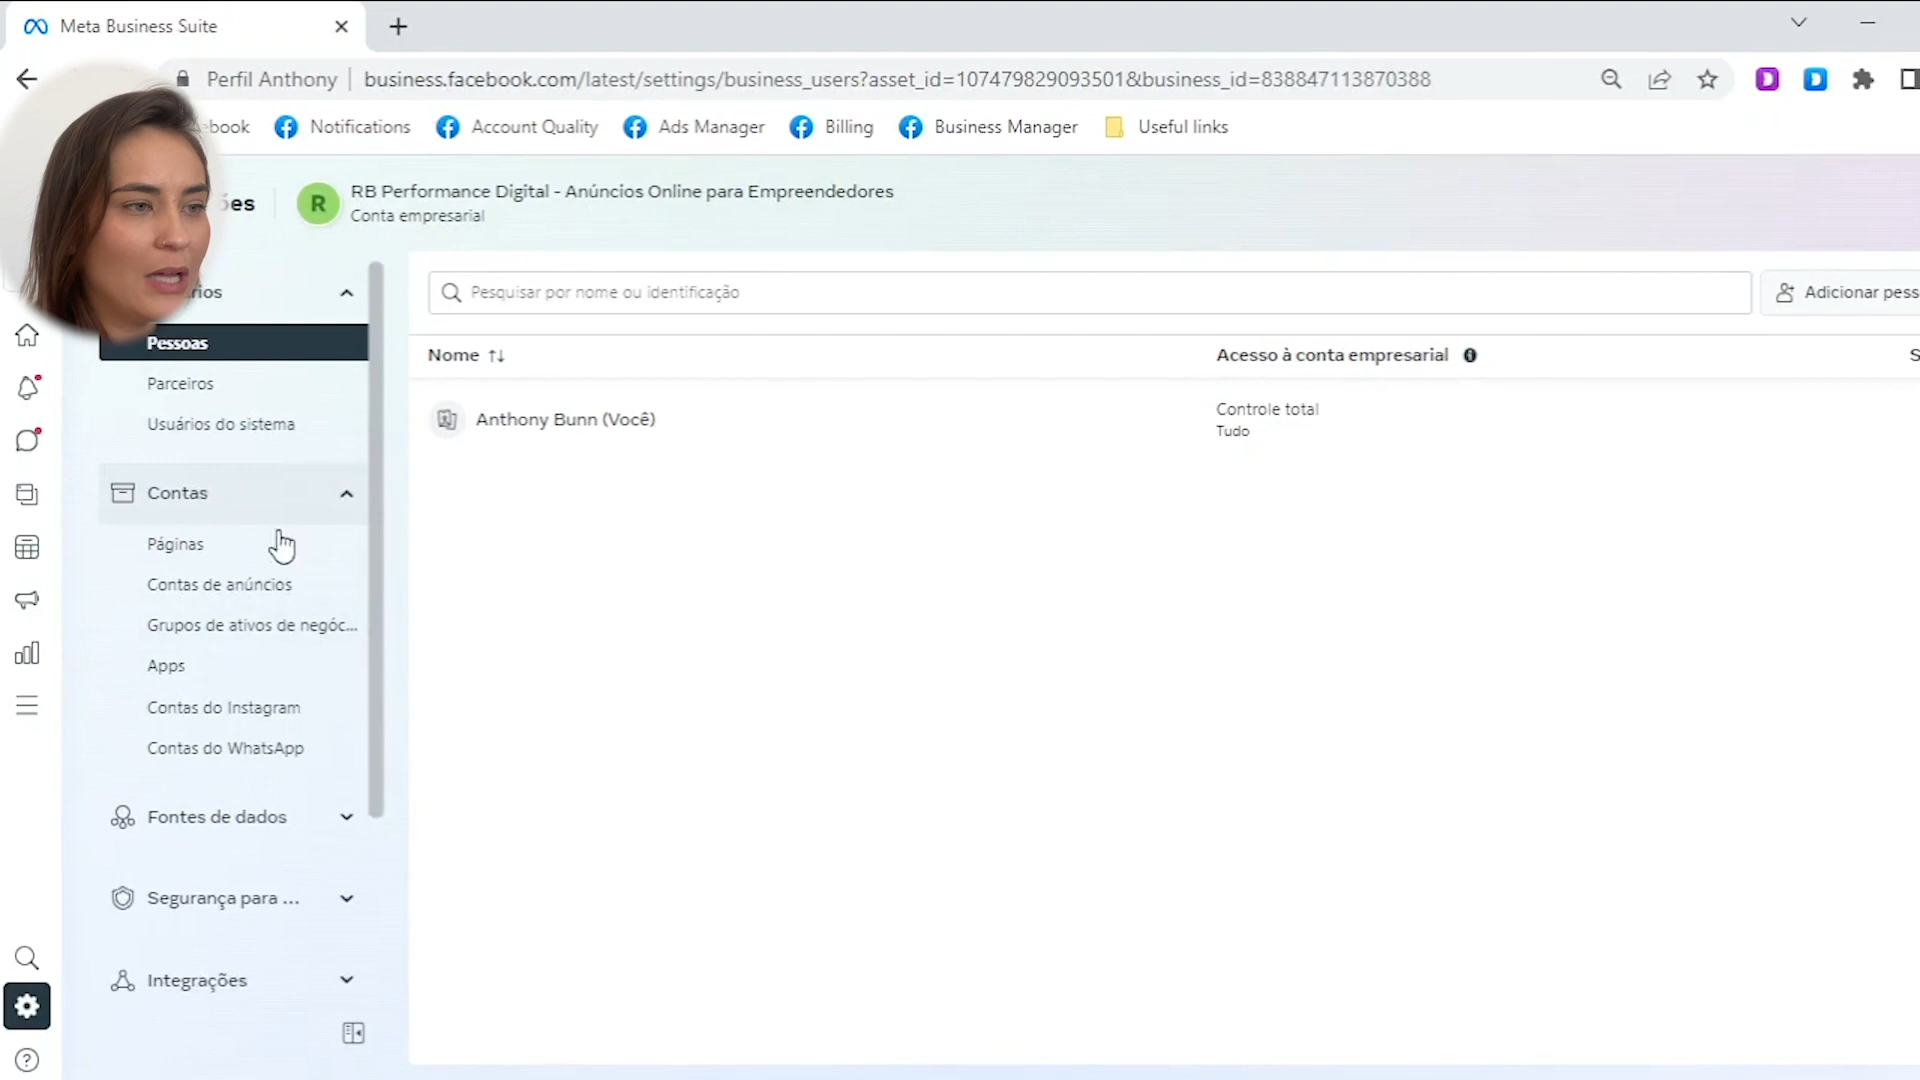 Meta Business Suite
Perfil Anthony
business.facebook.com/latest/settings/business_users?asset_id=107479829093501&business_id=838847113870388
ebook
Notifications
Account Quality
Ads Manager
Billing
Business Manager
Useful links
ões
R
RB Performance Digital - Anúncios Online para Empreendedores
Conta empresarial
rios
Pessoas
Parceiros
Usuários do sistema
Contas
Páginas
Contas de anúncios
Grupos de ativos de negóc...
Apps
Contas do Instagram
Contas do WhatsApp
Fontes de dados
Segurança para ...
Integrações
Pesquisar por nome ou identificação
Adicionar pess
Nome
Acesso à conta empresarial
S
Anthony Bunn (Você)
Controle total
Tudo